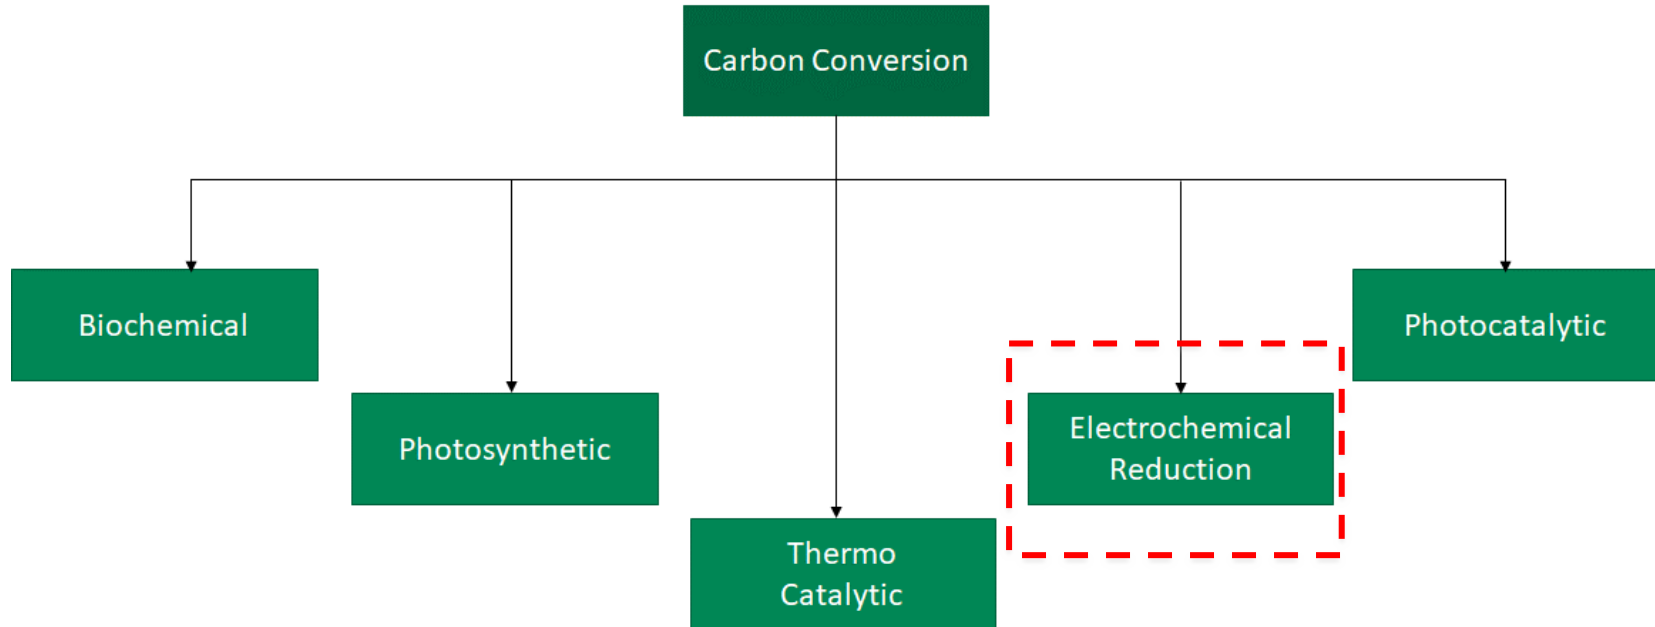 Carbon Conversion
Biochemical
Photosynthetic
Thermo
Catalytic
Electrochemical
Reduction
Photocatalytic